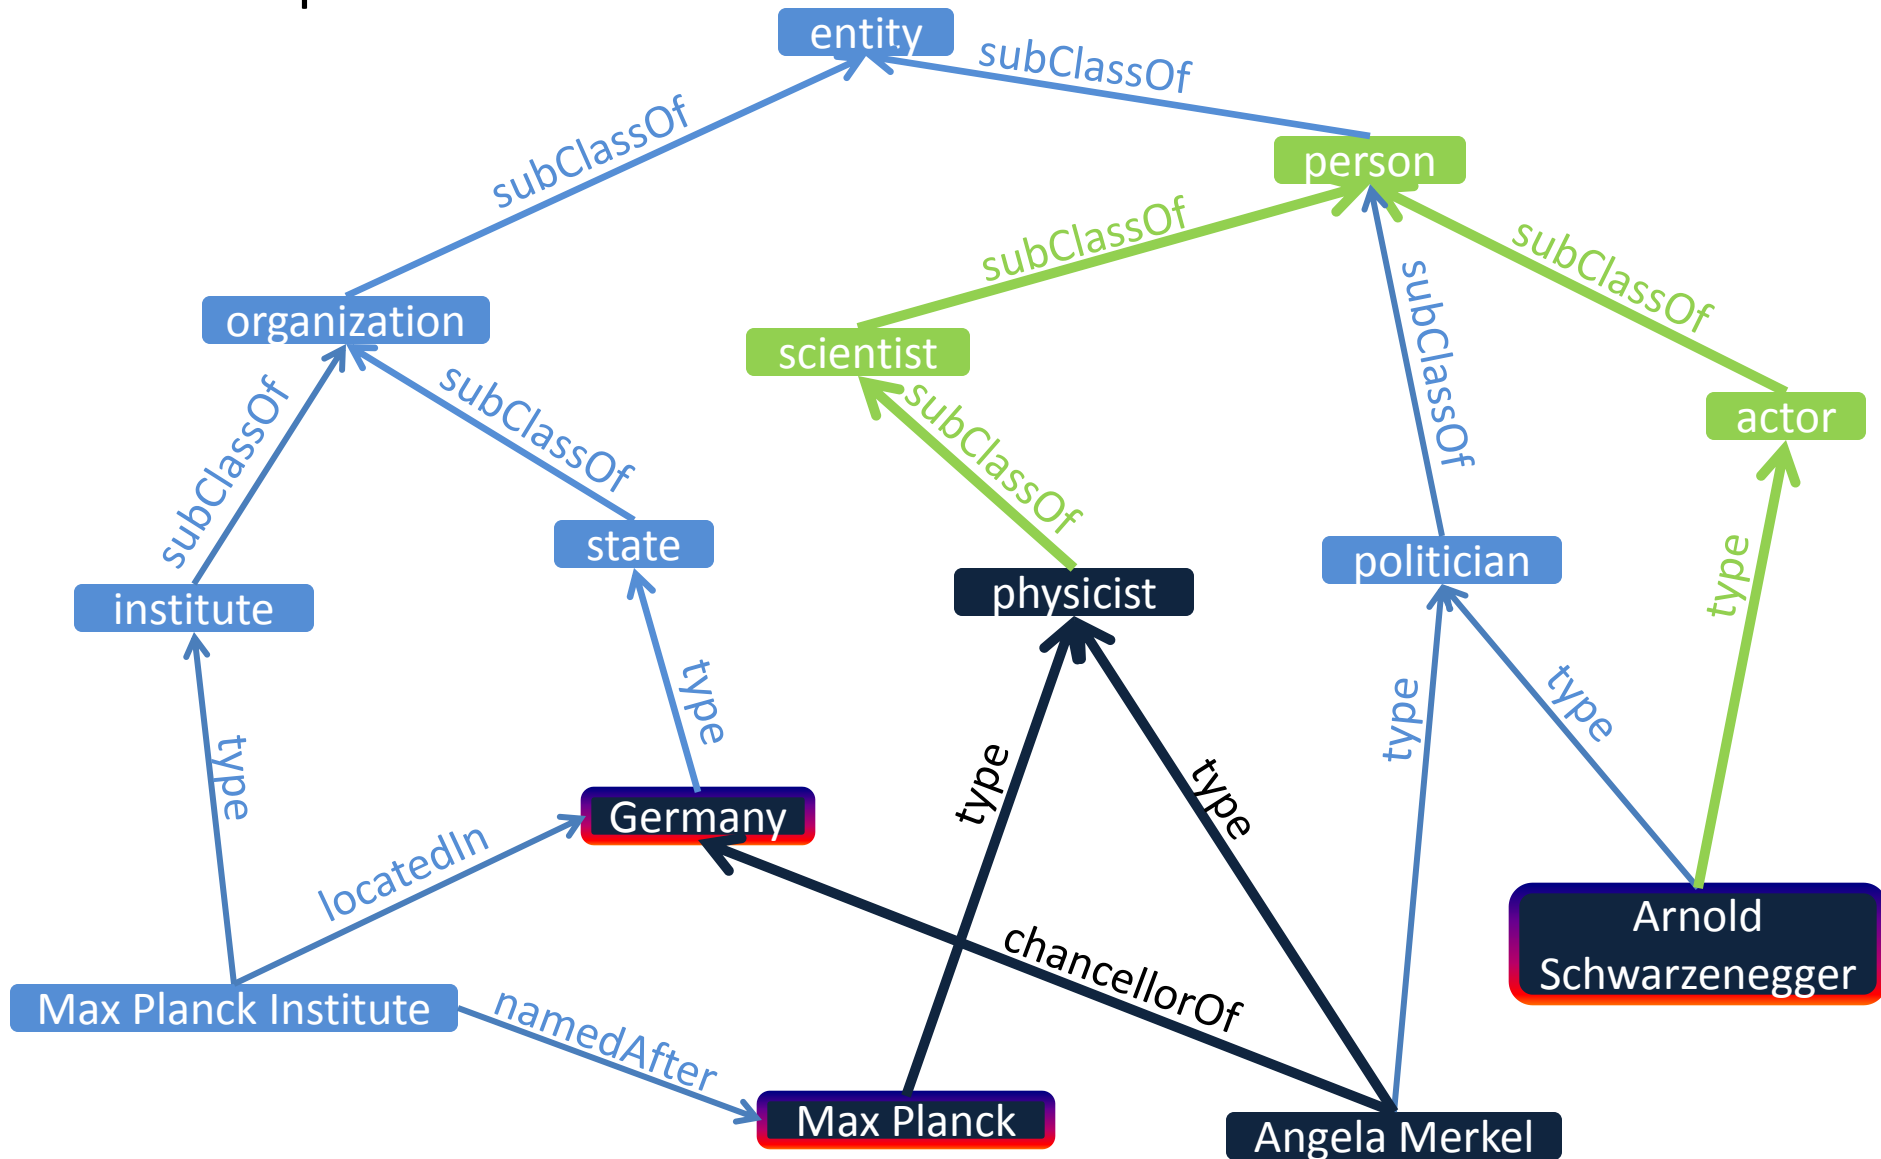 entity
subClassOf
subClassOf
person
subClassOf
subClassOf
subClassOf
organization
scientist
subClassOf
subClassOf
subClassOf
actor
state
type
politician
institute
physicist
type
type
type
type
type
type
Germany
locatedIn
Arnold
Schwarzenegger
chancellorOf
Max Planck Institute
namedAfter
Max Planck
Angela Merkel